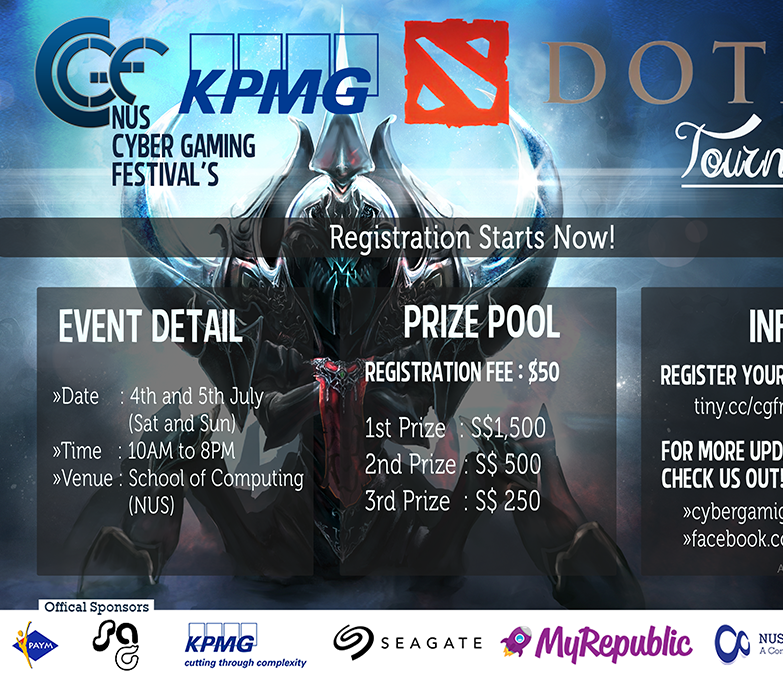 CGF
NUS
CYBER GAMING
FESTIVAL'S
KPMG
DOT
Tourn
Registration Starts Now!
EVENT DETAIL
»Date : 4th and 5th July
(Sat and Sun)
»Time : 10AM to 8PM
»Venue : School of Computing
(NUS)
PRIZE POOL
REGISTRATION FEE : $50
1st Prize : S$1,500
2nd Prize : S$ 500
3rd Prize : S$ 250
INF
REGISTER YOUR
tiny.cc/cgfr
FOR MORE UPD
CHECK US OUT!
»cybergamig
»facebook.co
A
Offical Sponsors
PAYM
KPMG
cutting through complexity
SEAGATE
MyRepublic
NUS
A Con